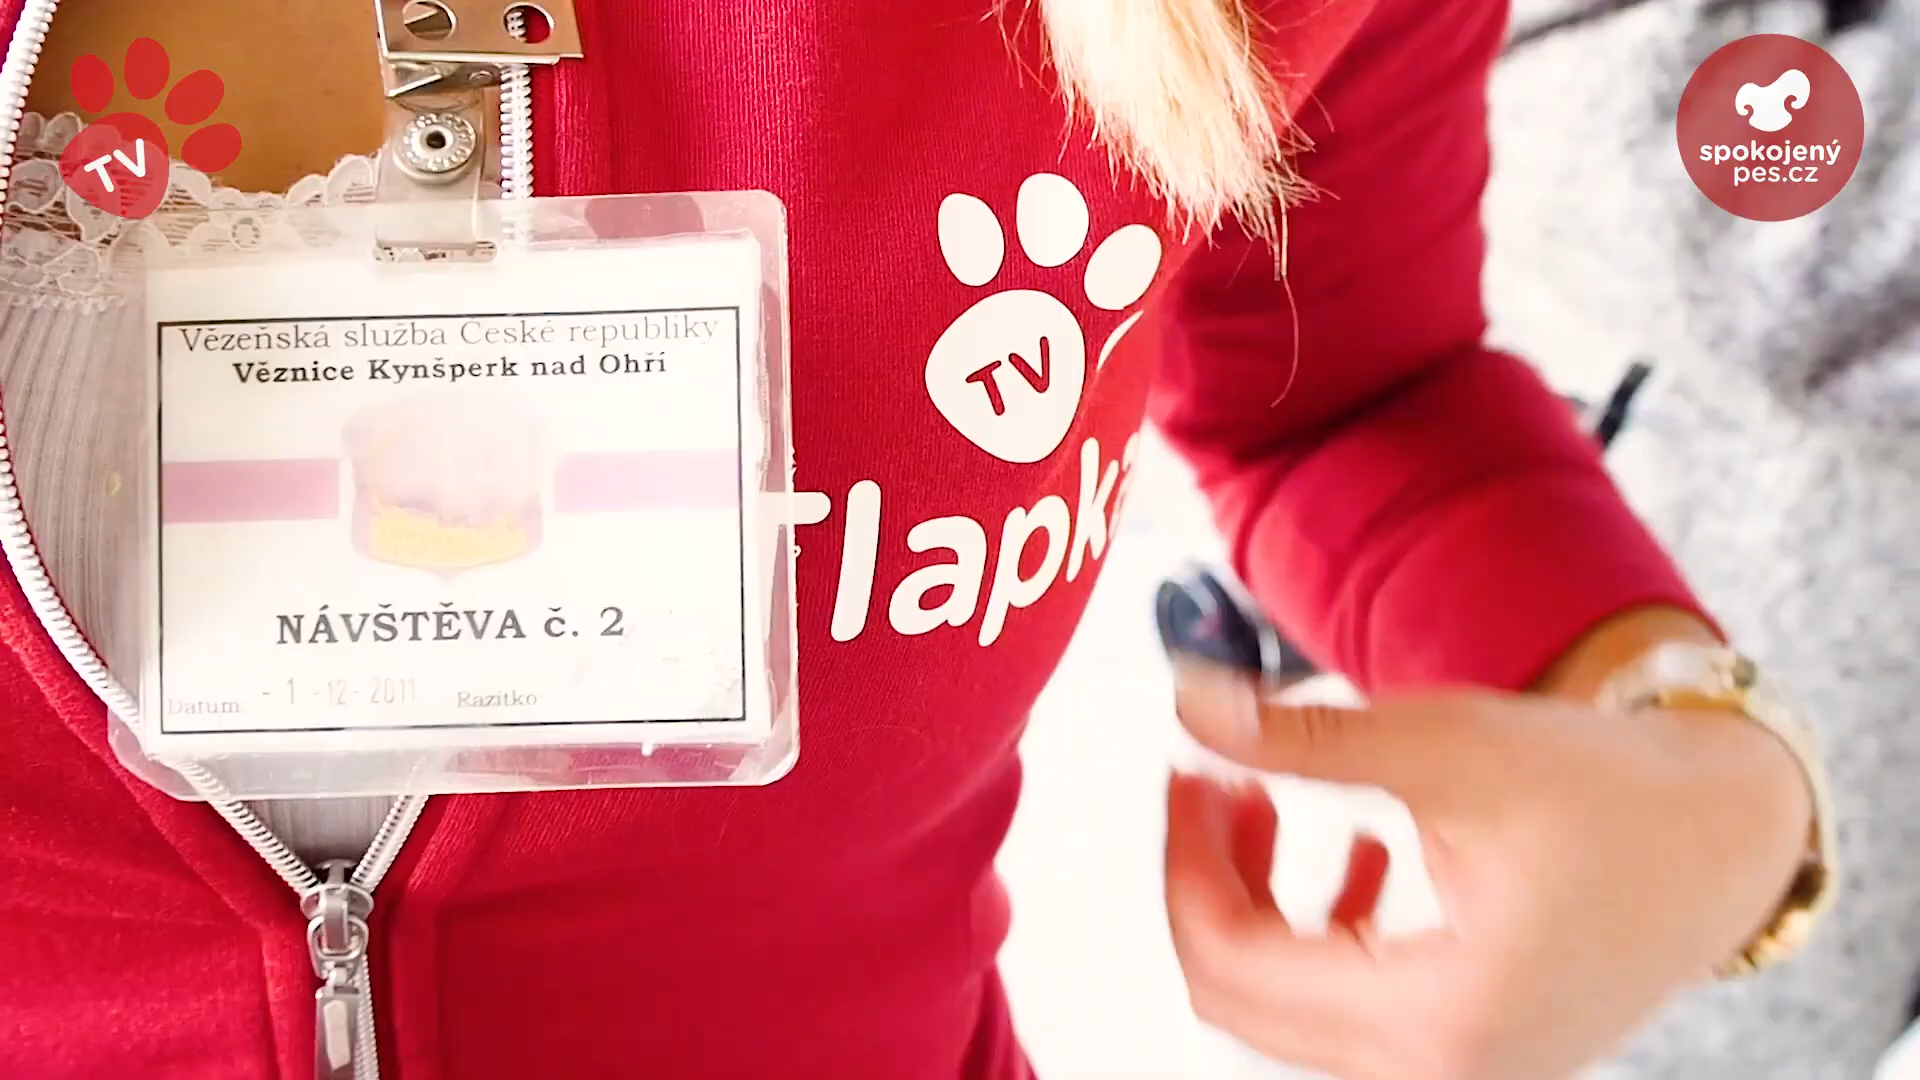 TV
spokojený
pes.cz
Vězeňská služba České republiky
Věznice Kynšperk nad Ohří
NÁVŠTĚVA č. 2
Datum: - 1 -12- 2011 Razítko:
TV
Tlapka